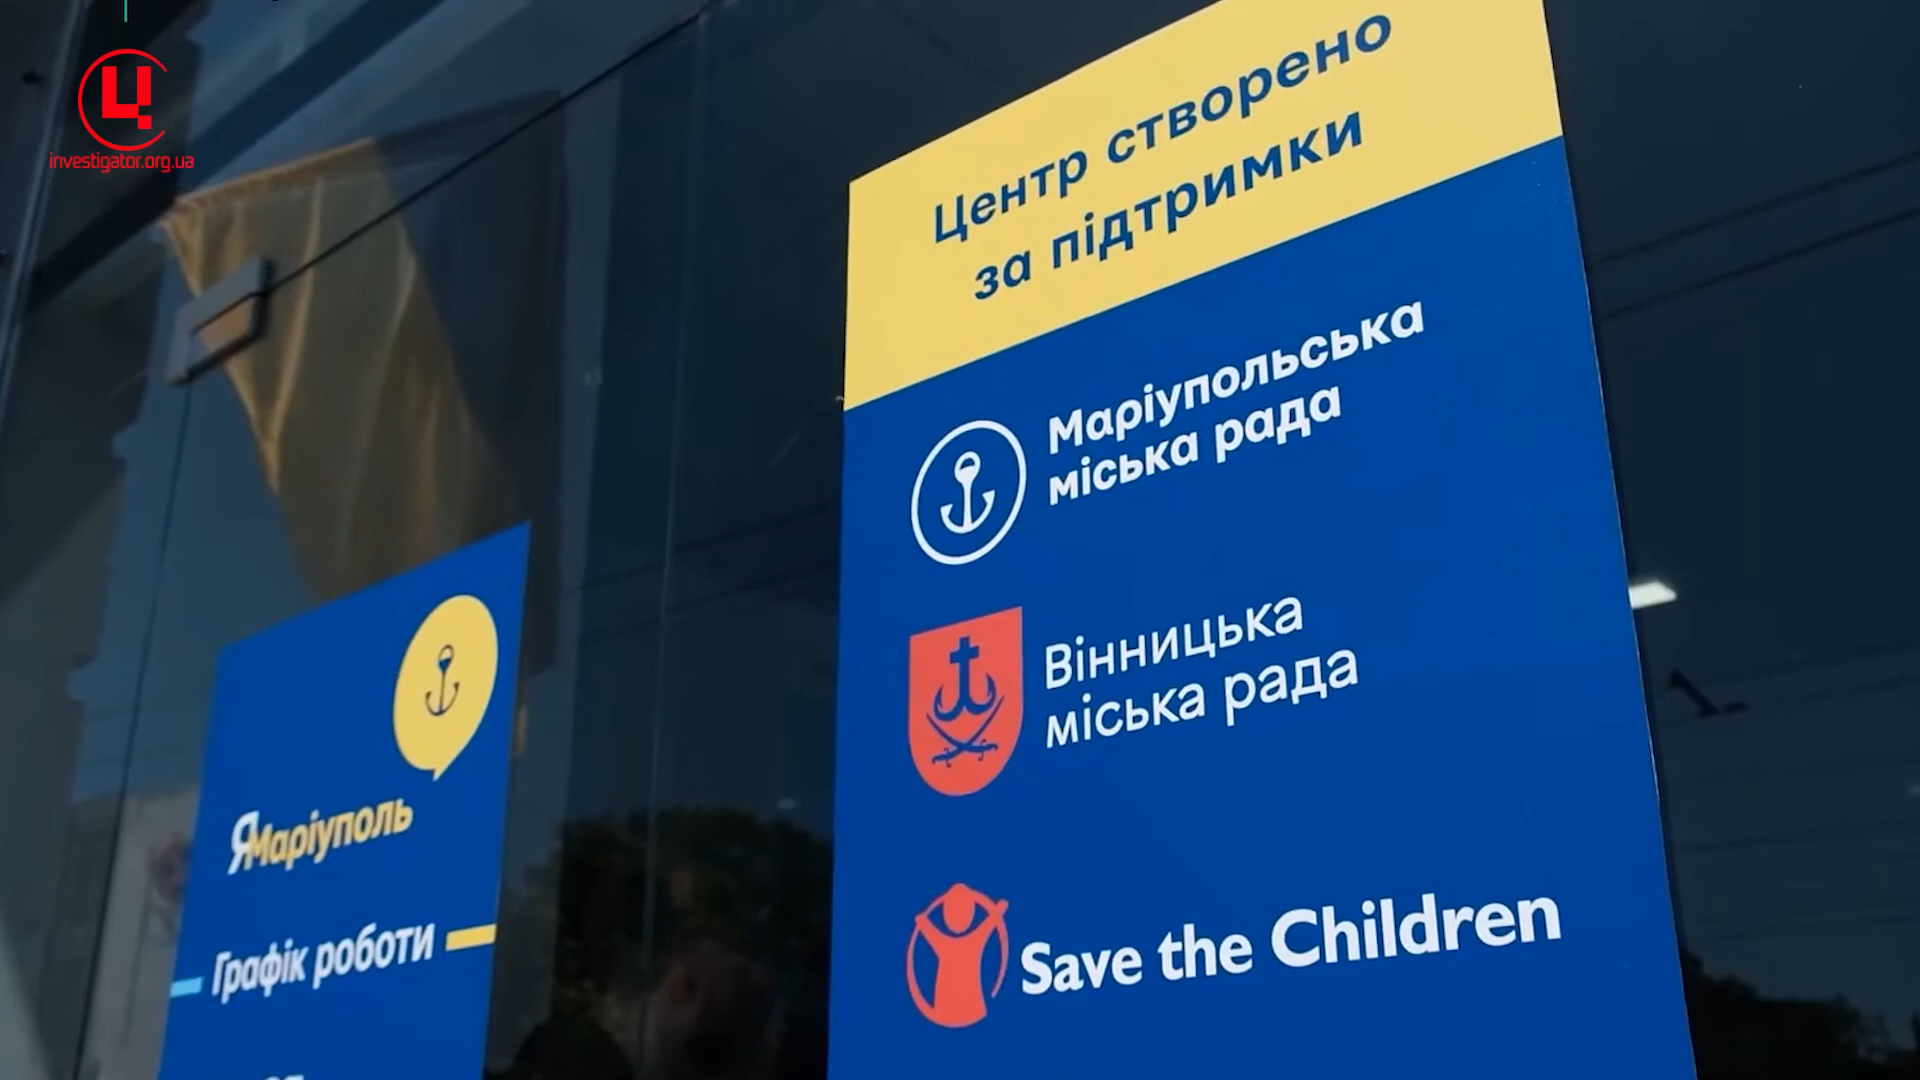 Ц
investigator.org.ua
Центр створено
за підтримки
Маріупольська
міська рада
Вінницька
міська рада
Save the Children
ЯМаріуполь
Графік роботи